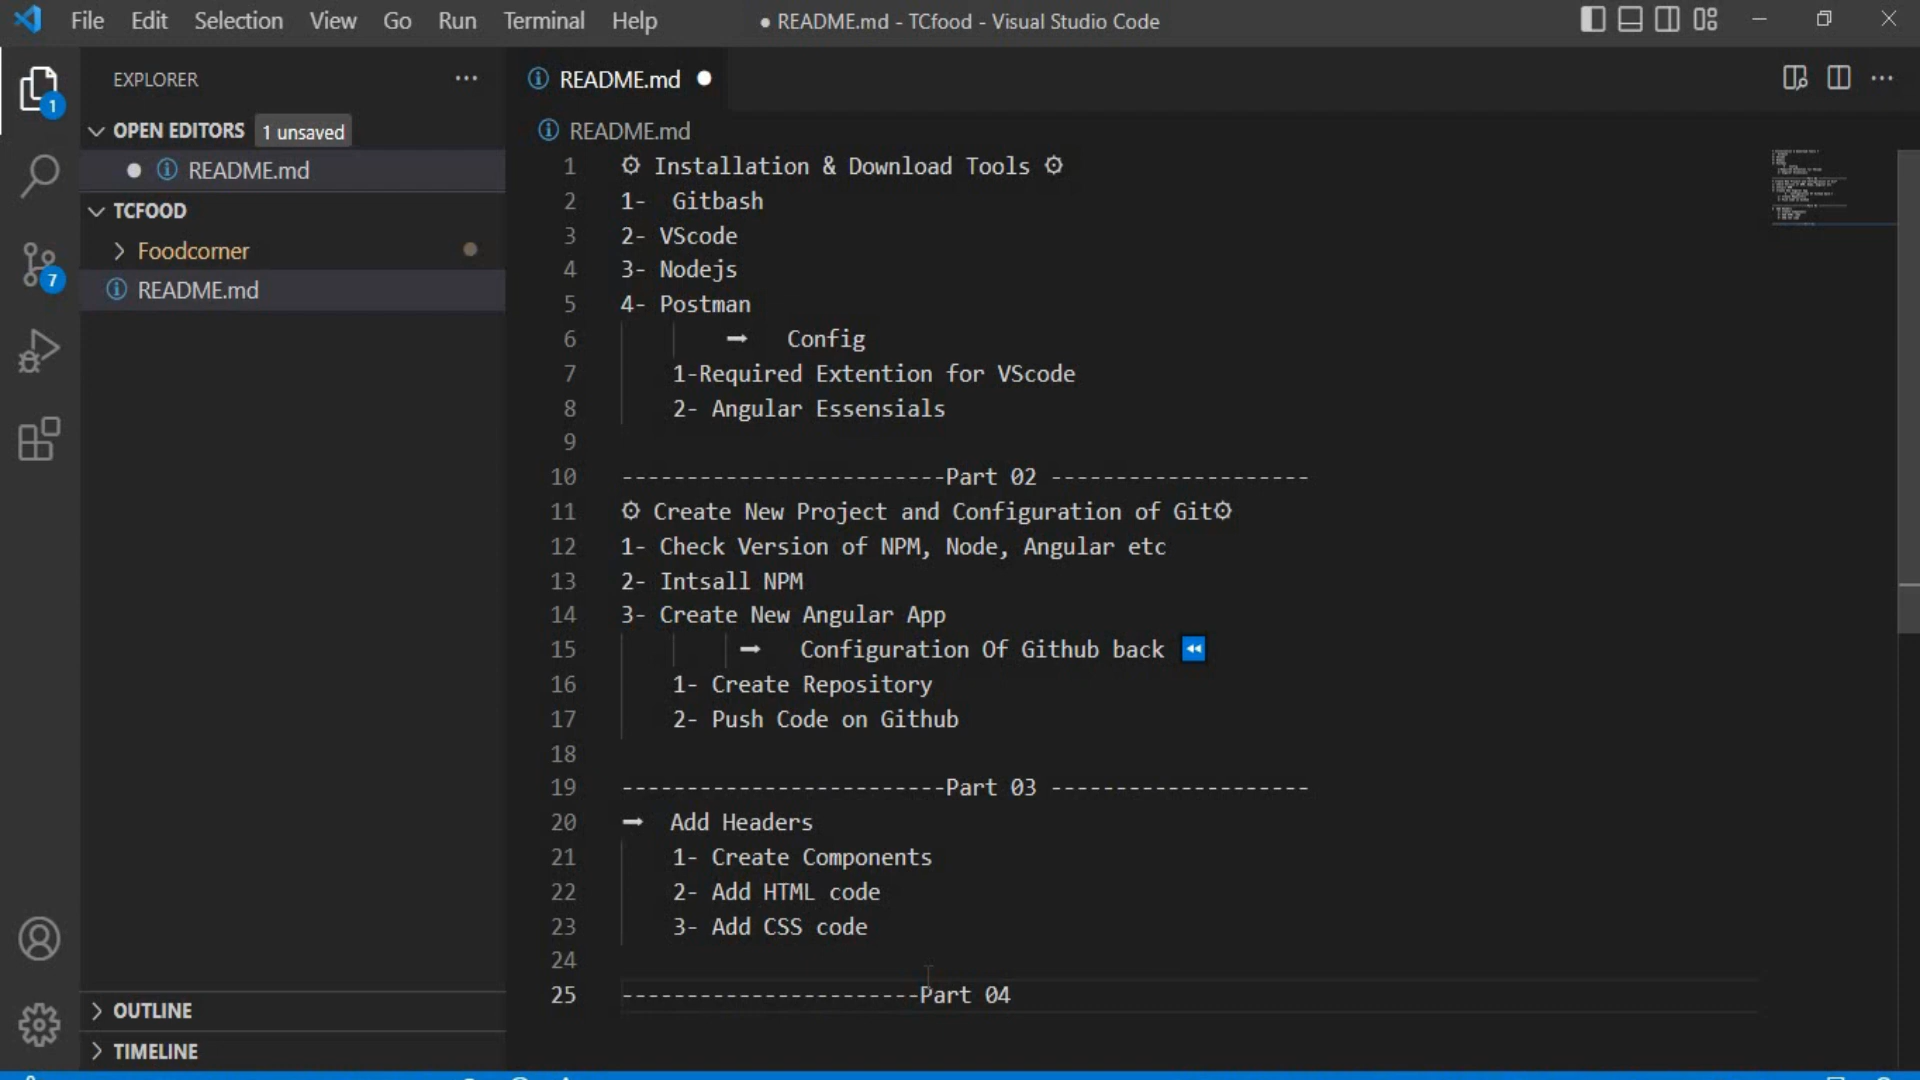 File Edit Selection View Go Run Terminal Help ● README.md - TCfood - Visual Studio Code
EXPLORER
README.md
1
OPEN EDITORS 1 unsaved
README.md
README.md
TCFOOD
Foodcorner
7
README.md
1 ⚙ Installation & Download Tools ⚙
2 1- Gitbash
3 2- VScode
4 3- Nodejs
5 4- Postman
6 ➡ Config
7 1-Required Extention for VScode
8 2- Angular Essensials
9
10 -------------------------Part 02 --------------------
11 ⚙ Create New Project and Configuration of Git⚙
12 1- Check Version of NPM, Node, Angular etc
13 2- Intsall NPM
14 3- Create New Angular App
15 ➡ Configuration Of Github back ⏪
16 1- Create Repository
17 2- Push Code on Github
18
19 -------------------------Part 03 --------------------
20 ➡ Add Headers
21 1- Create Components
22 2- Add HTML code
23 3- Add CSS code
24
25 -----------------------Part 04
OUTLINE
TIMELINE